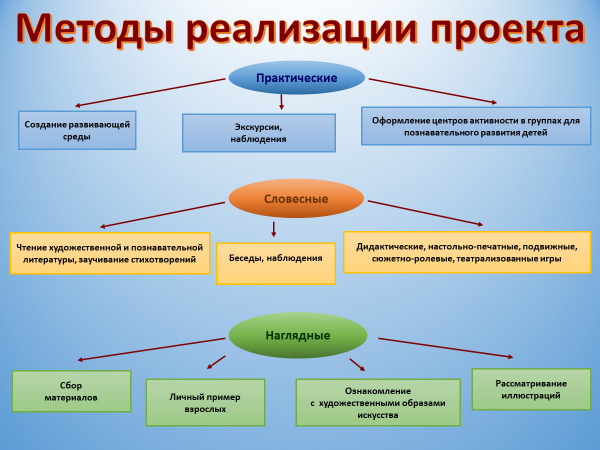 Методы реализации проекта
Практические
Создание развивающей
среды
Экскурсии,
наблюдения
Оформление центров активности в группах для
познавательного развития детей
Словесные
Чтение художественной и познавательной
литературы, заучивание стихотворений
Беседы, наблюдения
Дидактические, настольно-печатные, подвижные,
сюжетно-ролевые, театрализованные игры
Наглядные
Сбор
материалов
Личный пример
взрослых
Ознакомление
с художественными образами
искусства
Рассматривание
иллюстраций